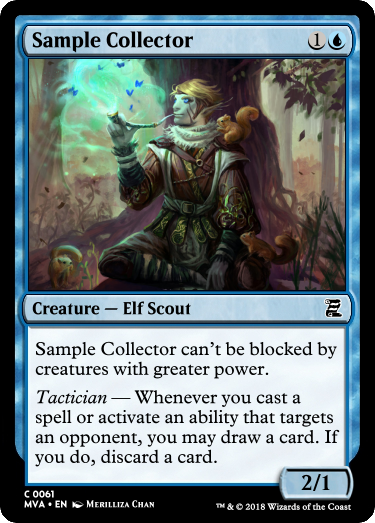 Sample Collector 1
Creature — Elf Scout
Sample Collector can't be blocked by
creatures with greater power.
Tactician — Whenever you cast a
spell or activate an ability that targets
an opponent, you may draw a card. If
you do, discard a card.
2/1
C 0061
MVA • EN Merilliza Chan
™ & © 2018 Wizards of the Coast